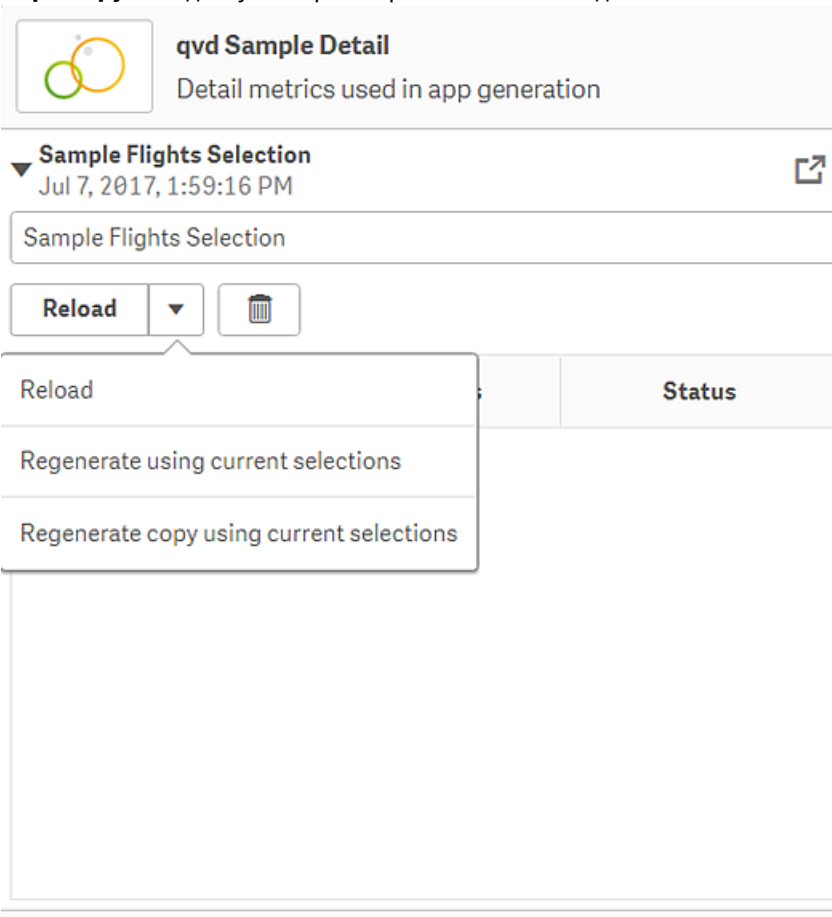 qvd Sample Detail
Detail metrics used in app generation
Sample Flights Selection
Jul 7, 2017, 1:59:16 PM
Sample Flights Selection
Reload
Reload
Status
Regenerate using current selections
Regenerate copy using current selections